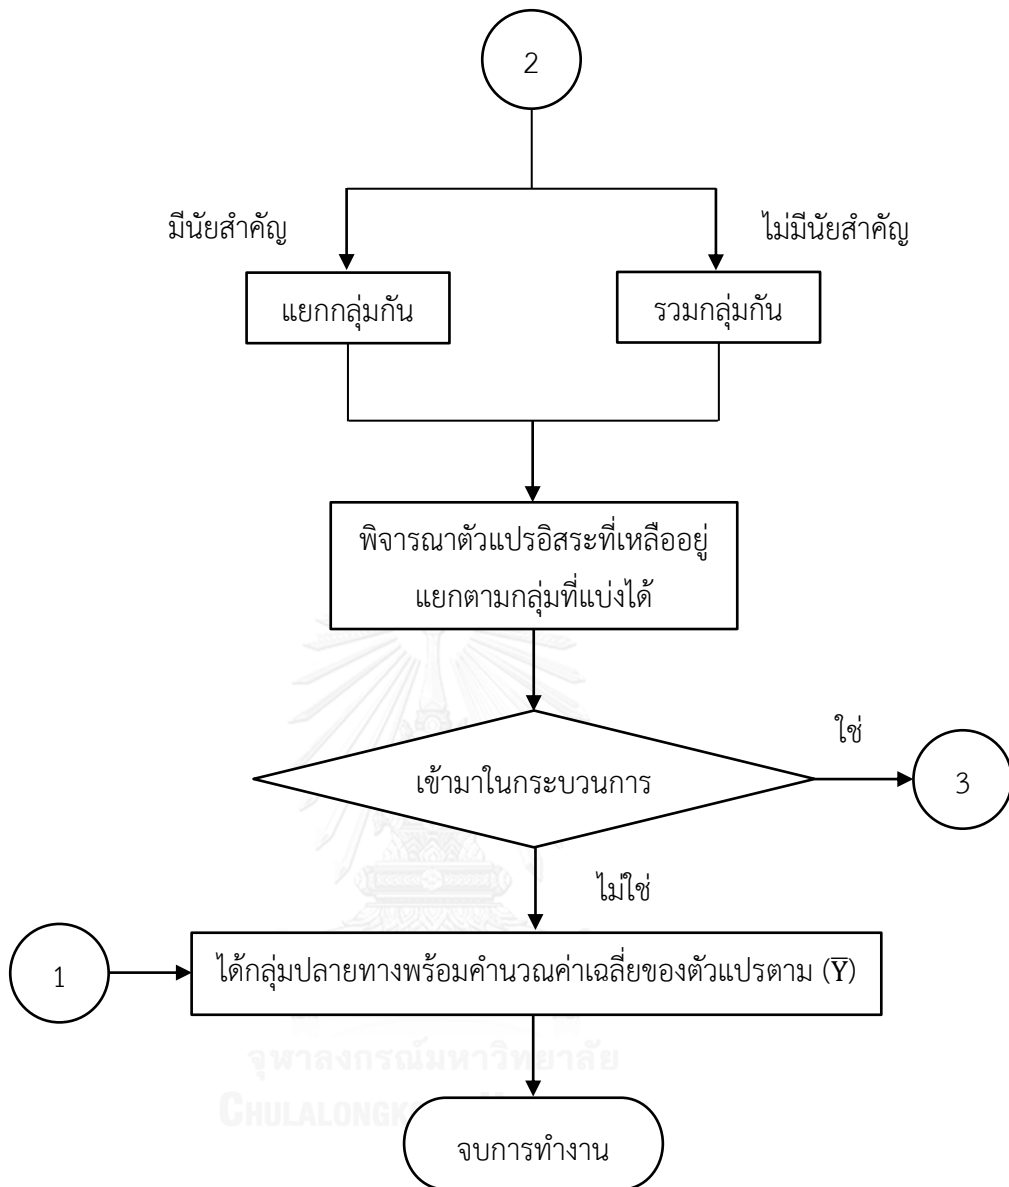 2
มีนัยสำคัญ
ไม่มีนัยสำคัญ
แยกกลุ่มกัน
รวมกลุ่มกัน
พิจารณาตัวแปรอิสระที่เหลืออยู่
แยกตามกลุ่มที่แบ่งได้
ใช่
เข้ามาในกระบวนการ
3
ไม่ใช่
1
ได้กลุ่มปลายทางพร้อมคำนวณค่าเฉลี่ยของตัวแปรตาม (Y̅)
จุฬาลงกรณ์มหาวิทยาลัย
จบการทำงาน